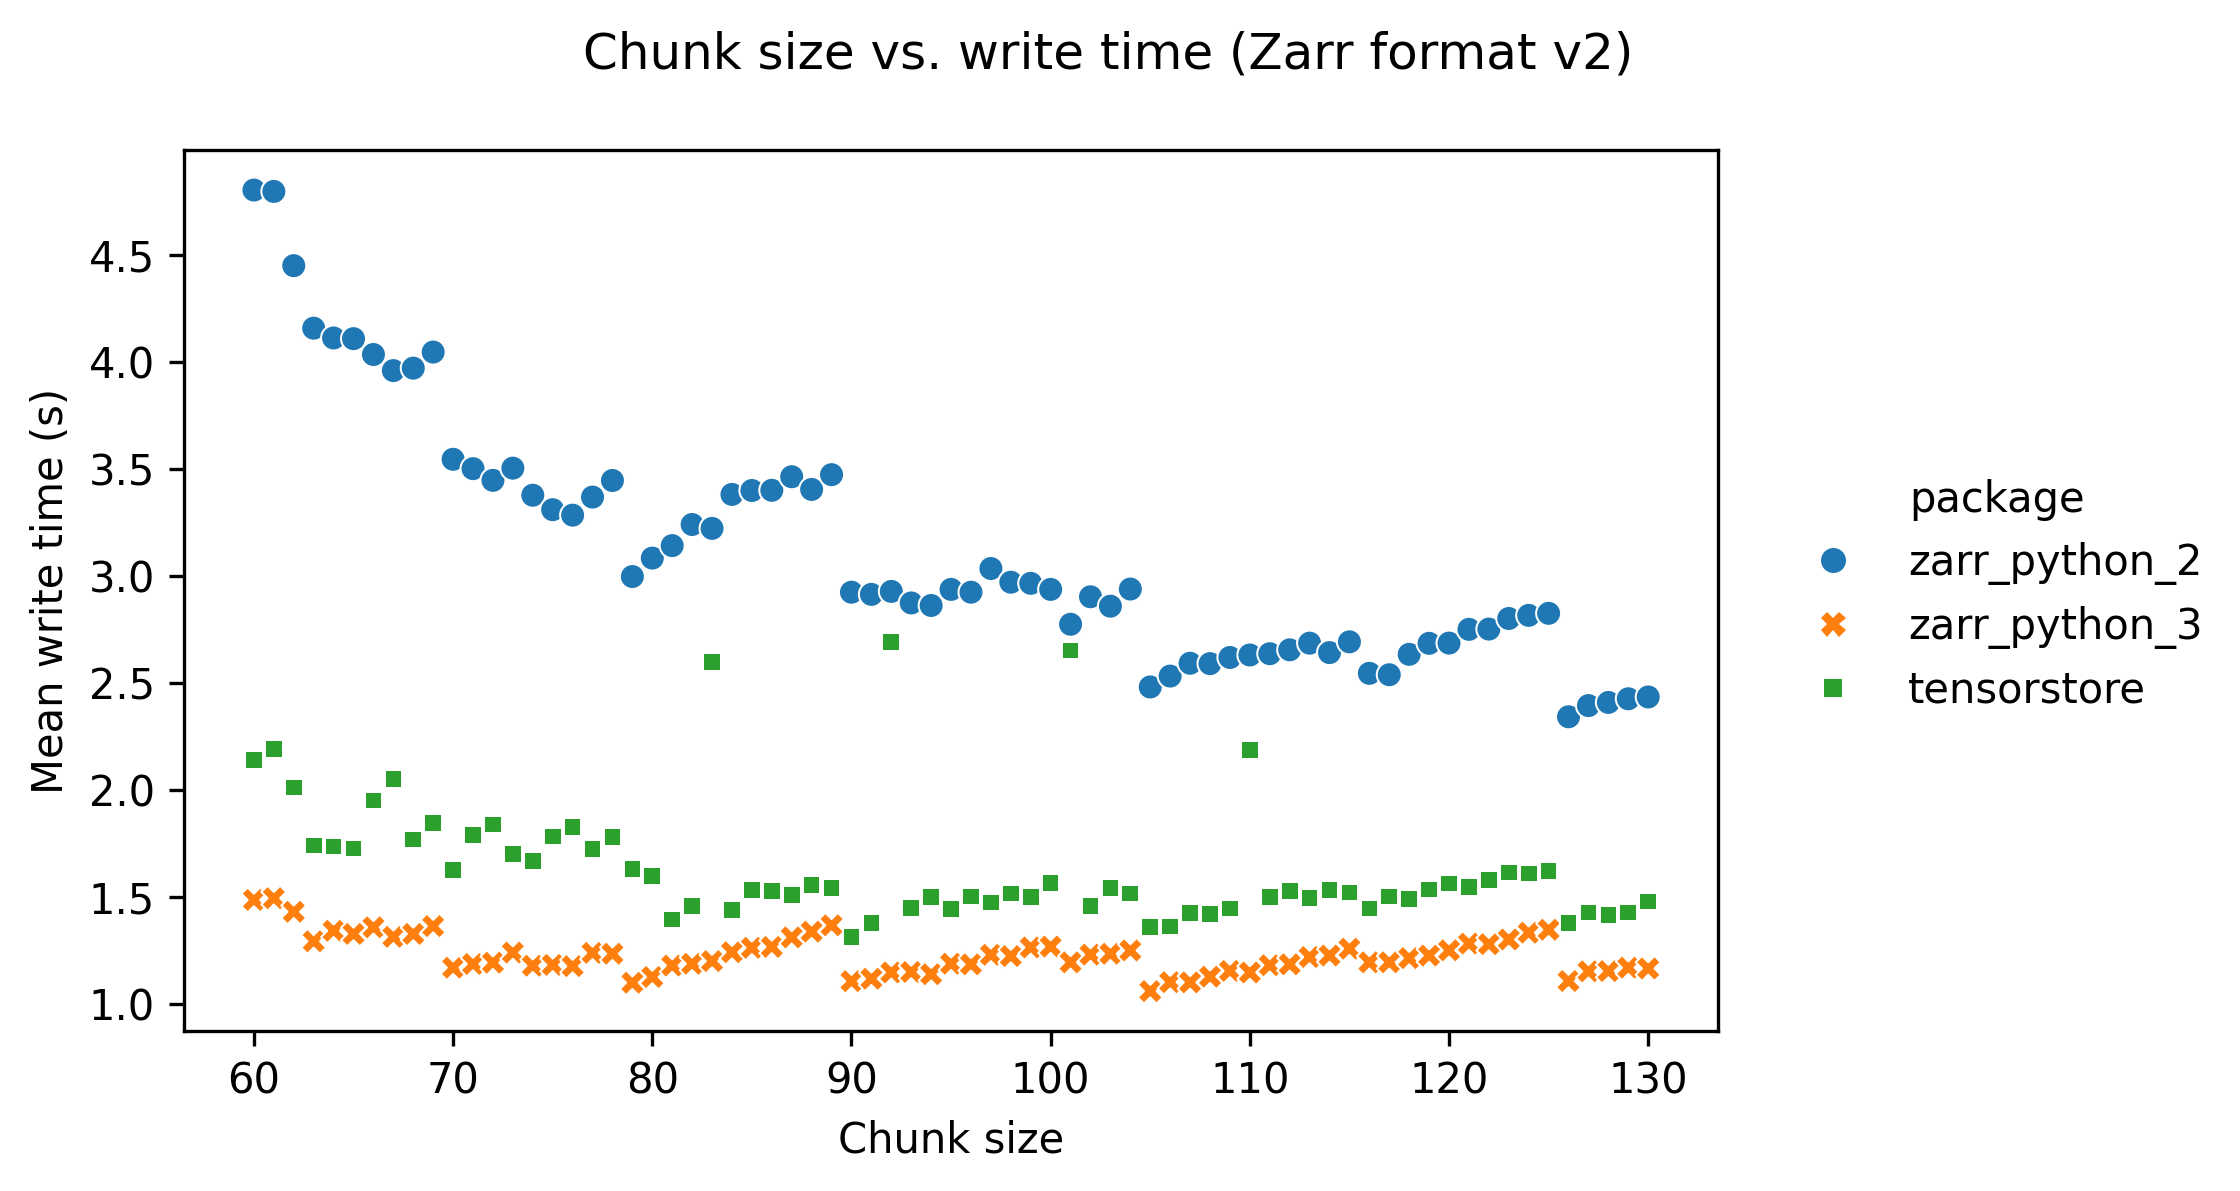 Chunk size vs. write time (Zarr format v2)
Mean write time (s)
4.5
4.0
3.5
3.0
2.5
2.0
1.5
1.0
60 70 80 90 100 110 120 130
Chunk size
package
zarr_python_2
zarr_python_3
tensorstore